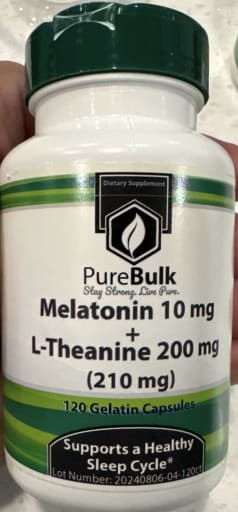 Dietary Supplement
PureBulk
Stay Strong. Live Pure.
Melatonin 10 mg
+
L-Theanine 200 mg
(210 mg)
120 Gelatin Capsules
Supports a Healthy
Sleep Cycle*
Lot Number: 20240806-04-120ct